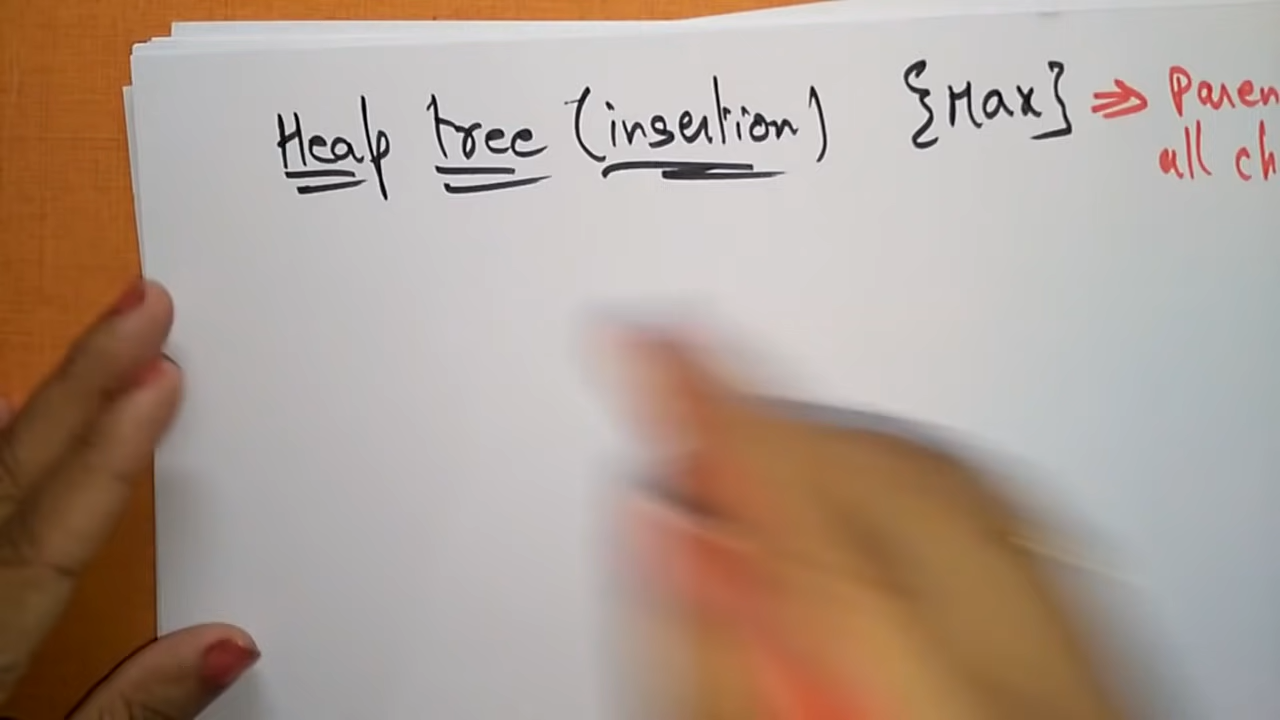 Heap tree (insertion) {Max} ⇒ Paren
all ch